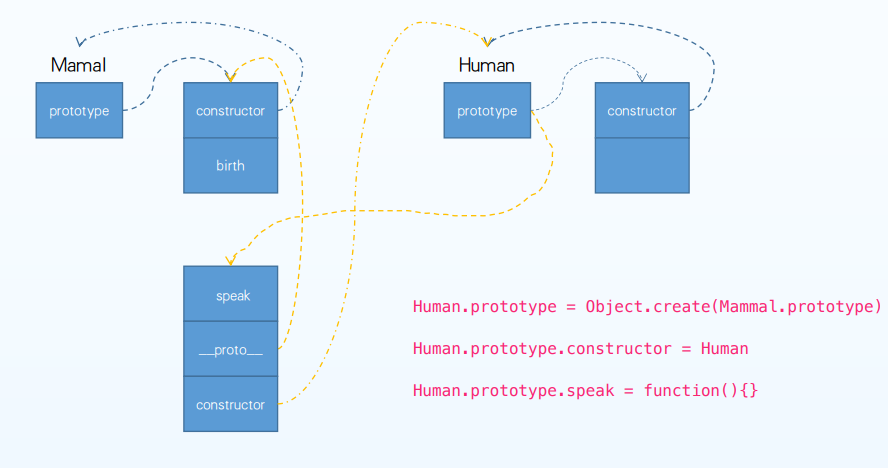 Mamal
Human
prototype
constructor
prototype
constructor
birth
speak
__proto__
constructor
Human.prototype = Object.create(Mammal.prototype)
Human.prototype.constructor = Human
Human.prototype.speak = function(){}